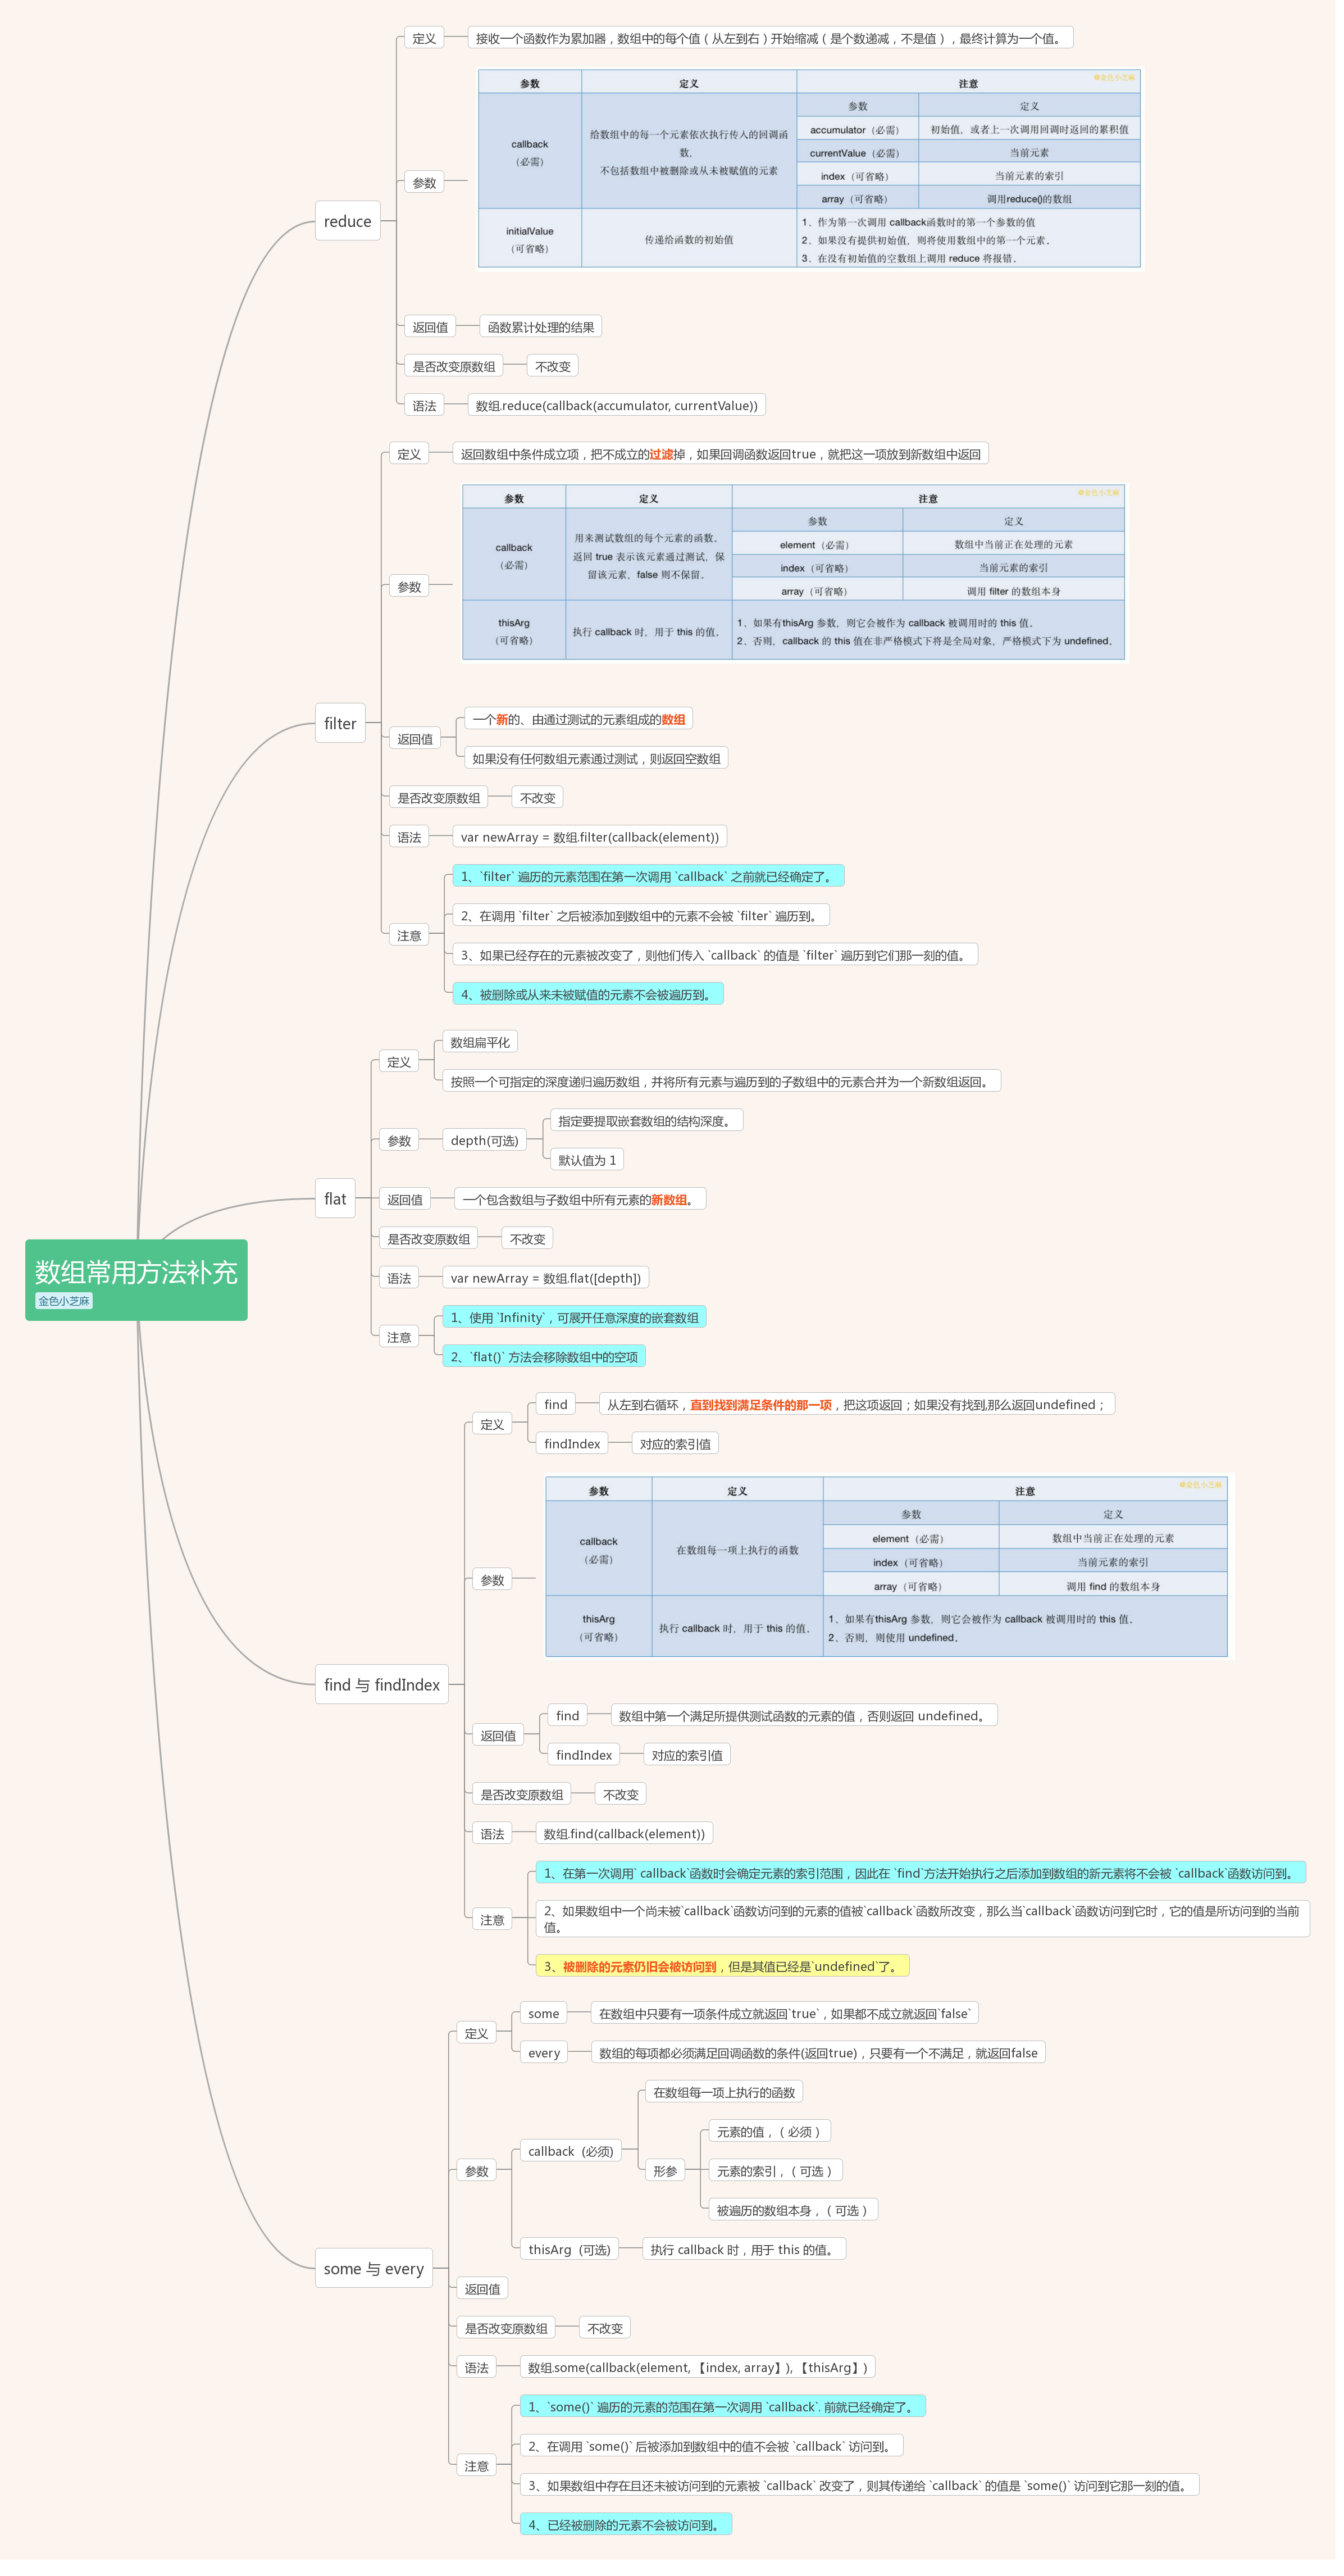 数组常用方法补充
金色小芝麻
reduce
定义
接收一个函数作为累加器，数组中的每个值（从左到右）开始缩减（是个数递减，不是值），最终计算为一个值。
参数
参数
定义
注意
@金色小芝麻
callback
（必需）
给数组中的每一个元素依次执行传入的回调函
数，
不包括数组中被删除或从未被赋值的元素
参数
定义
accumulator（必需）
初始值，或者上一次调用回调时返回的累积值
currentValue（必需）
当前元素
index（可省略）
当前元素的索引
array（可省略）
调用reduce()的数组
initialValue
（可省略）
传递给函数的初始值
1、作为第一次调用 callback函数时的第一个参数的值
2、如果没有提供初始值，则将使用数组中的第一个元素。
3、在没有初始值的空数组上调用 reduce 将报错。
返回值
函数累计处理的结果
是否改变原数组
不改变
语法
数组.reduce(callback(accumulator, currentValue))
filter
定义
返回数组中条件成立项，把不成立的过滤掉，如果回调函数返回true，就把这一项放到新数组中返回
参数
参数
定义
注意
@金色小芝麻
callback
（必需）
用来测试数组的每个元素的函数。
返回 true 表示该元素通过测试，保
留该元素，false 则不保留。
参数
定义
element（必需）
数组中当前正在处理的元素
index（可省略）
当前元素的索引
array（可省略）
调用 filter 的数组本身
thisArg
（可省略）
执行 callback 时，用于 this 的值。
1、如果有thisArg 参数，则它会被作为 callback 被调用时的 this 值。
2、否则，callback 的 this 值在非严格模式下将是全局对象，严格模式下为 undefined。
返回值
一个新的、由通过测试的元素组成的数组
如果没有任何数组元素通过测试，则返回空数组
是否改变原数组
不改变
语法
var newArray = 数组.filter(callback(element))
注意
1、`filter` 遍历的元素范围在第一次调用 `callback` 之前就已经确定了。
2、在调用 `filter` 之后被添加到数组中的元素不会被 `filter` 遍历到。
3、如果已经存在的元素被改变了，则他们传入 `callback` 的值是 `filter` 遍历到它们那一刻的值。
4、被删除或从来未被赋值的元素不会被遍历到。
flat
定义
数组扁平化
按照一个可指定的深度递归遍历数组，并将所有元素与遍历到的子数组中的元素合并为一个新数组返回。
参数
depth(可选)
指定要提取嵌套数组的结构深度。
默认值为 1
返回值
一个包含数组与子数组中所有元素的新数组。
是否改变原数组
不改变
语法
var newArray = 数组.flat([depth])
注意
1、使用 `Infinity`，可展开任意深度的嵌套数组
2、`flat()` 方法会移除数组中的空项
find 与 findIndex
定义
find
从左到右循环，直到找到满足条件的那一项，把这项返回；如果没有找到,那么返回undefined；
findIndex
对应的索引值
参数
参数
定义
注意
@金色小芝麻
callback
（必需）
在数组每一项上执行的函数
参数
定义
element（必需）
数组中当前正在处理的元素
index（可省略）
当前元素的索引
array（可省略）
调用 find 的数组本身
thisArg
（可省略）
执行 callback 时，用于 this 的值。
1、如果有thisArg 参数，则它会被作为 callback 被调用时的 this 值。
2、否则，则使用 undefined。
返回值
find
数组中第一个满足所提供测试函数的元素的值，否则返回 undefined。
findIndex
对应的索引值
是否改变原数组
不改变
语法
数组.find(callback(element))
注意
1、在第一次调用` callback`函数时会确定元素的索引范围，因此在 `find`方法开始执行之后添加到数组的新元素将不会被 `callback`函数访问到。
2、如果数组中一个尚未被`callback`函数访问到的元素的值被`callback`函数所改变，那么当`callback`函数访问到它时，它的值是所访问到的当前
值。
3、被删除的元素仍旧会被访问到，但是其值已经是`undefined`了。
some 与 every
定义
some
在数组中只要有一项条件成立就返回`true`，如果都不成立就返回`false`
every
数组的每项都必须满足回调函数的条件(返回true)，只要有一个不满足，就返回false
参数
callback（必须)
在数组每一项上执行的函数
形参
元素的值，（必须）
元素的索引，（可选）
被遍历的数组本身，（可选）
thisArg（可选)
执行 callback 时，用于 this 的值。
返回值
是否改变原数组
不改变
语法
数组.some(callback(element, 【index, array】), 【thisArg】)
注意
1、`some()` 遍历的元素的范围在第一次调用 `callback`. 前就已经确定了。
2、在调用 `some()` 后被添加到数组中的值不会被 `callback` 访问到。
3、如果数组中存在且还未被访问到的元素被 `callback` 改变了，则其传递给 `callback` 的值是 `some()` 访问到它那一刻的值。
4、已经被删除的元素不会被访问到。